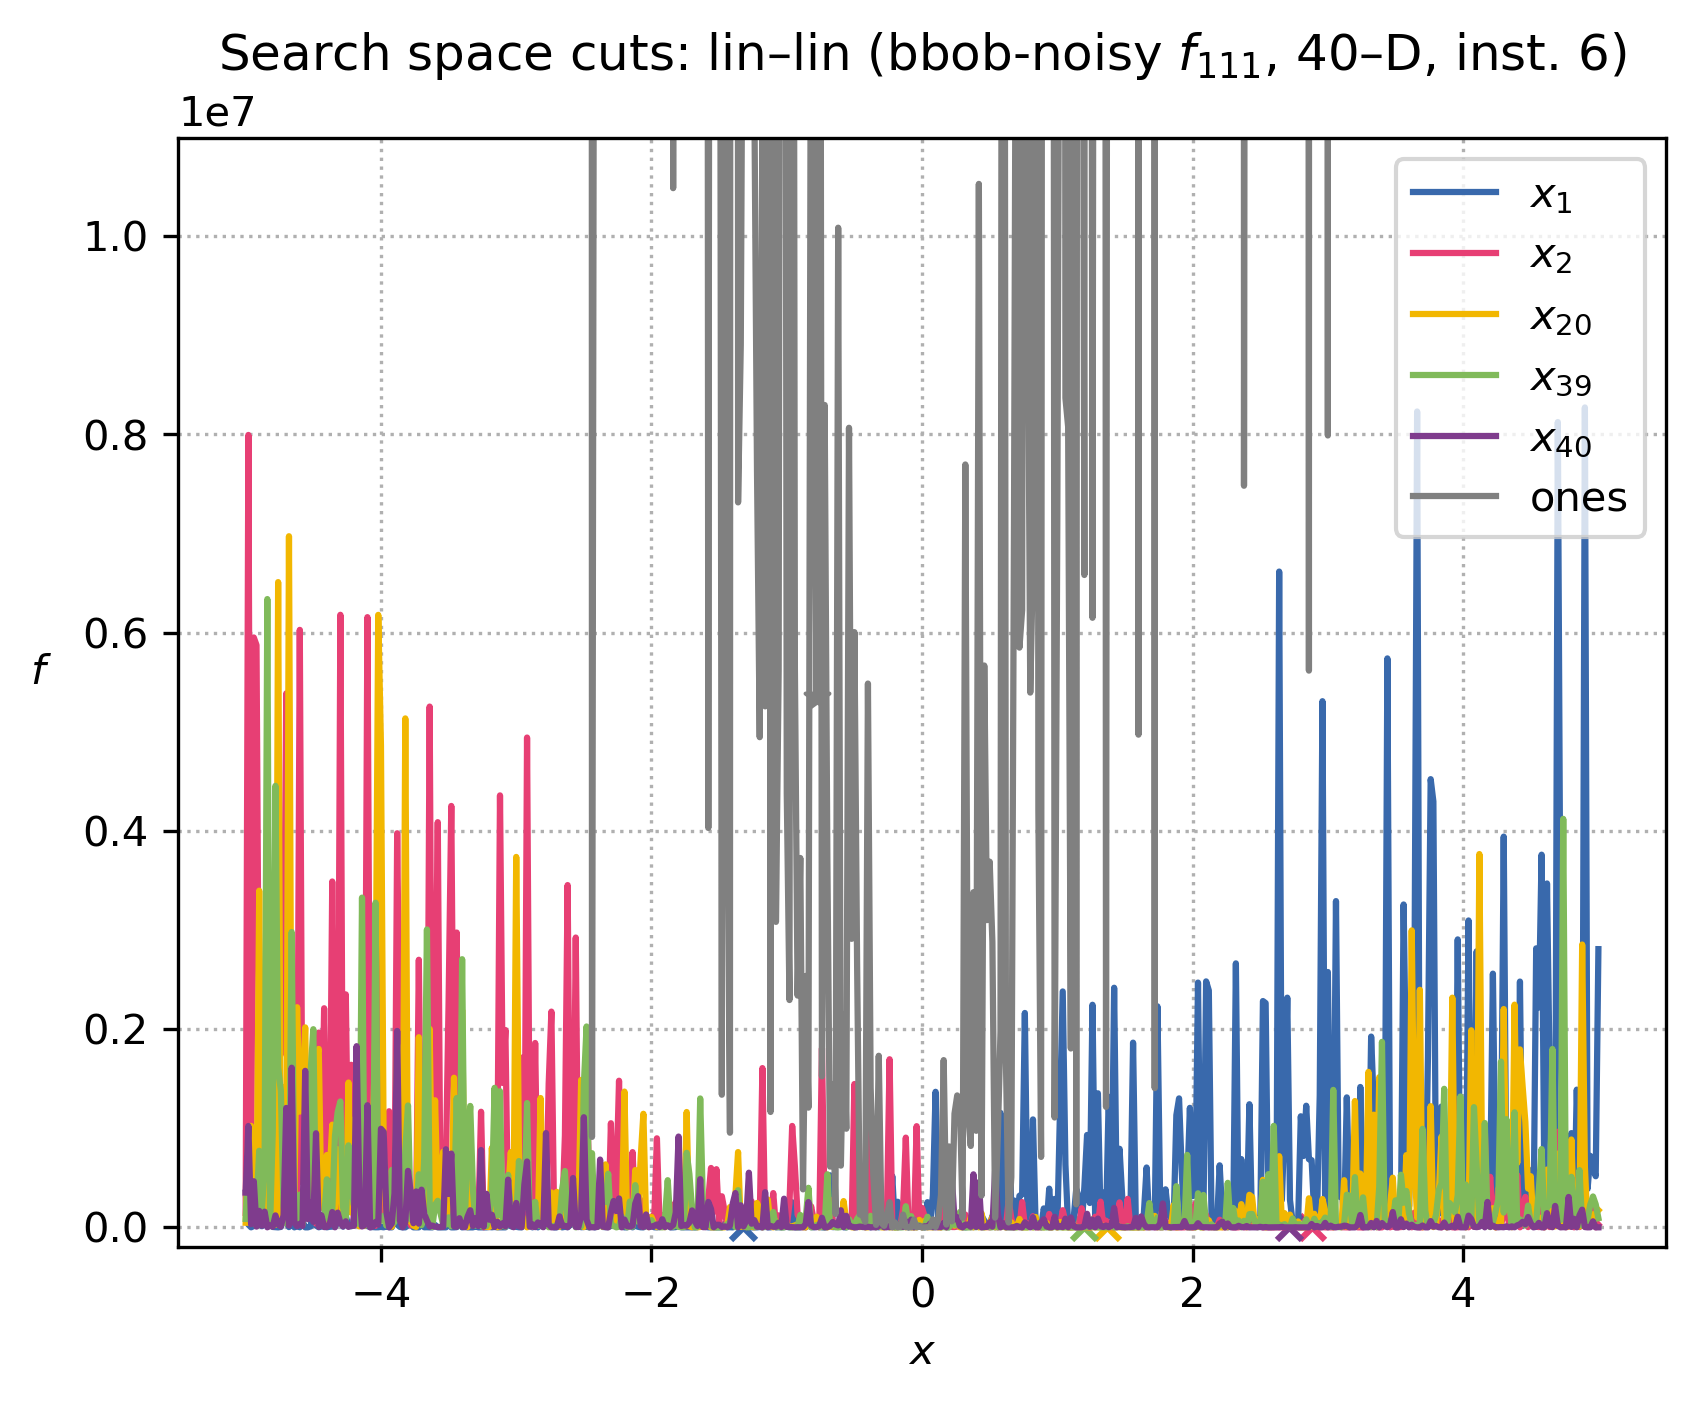 Search space cuts: lin–lin (bbob-noisy f₁₁₁, 40–D, inst. 6)
1e7
1.0
0.8
0.6
0.4
0.2
0.0
f
−4
−2
0
2
4
x
x₁
x₂
x₂₀
x₃₉
x₄₀
ones